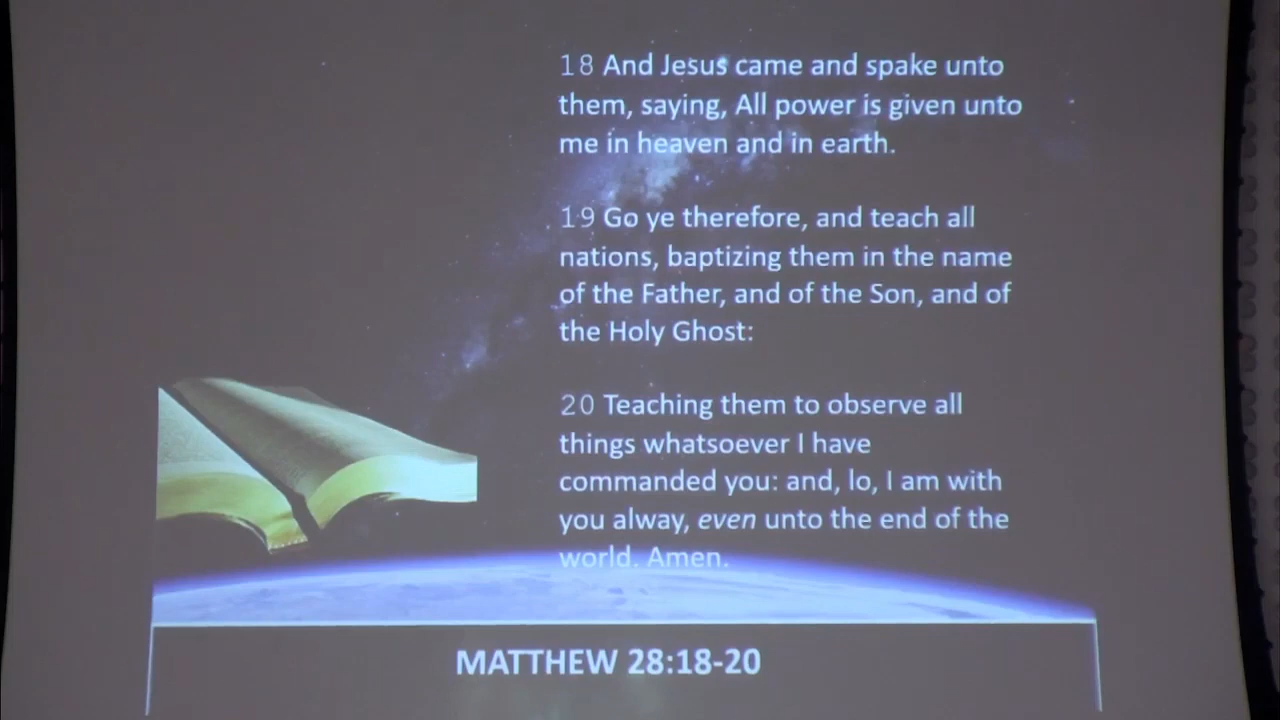 18 And Jesus came and spake unto
them, saying, All power is given unto
me in heaven and in earth.
19 Go ye therefore, and teach all
nations, baptizing them in the name
of the Father, and of the Son, and of
the Holy Ghost:
20 Teaching them to observe all
things whatsoever I have
commanded you: and, lo, I am with
you alway, even unto the end of the
world. Amen.
MATTHEW 28:18-20